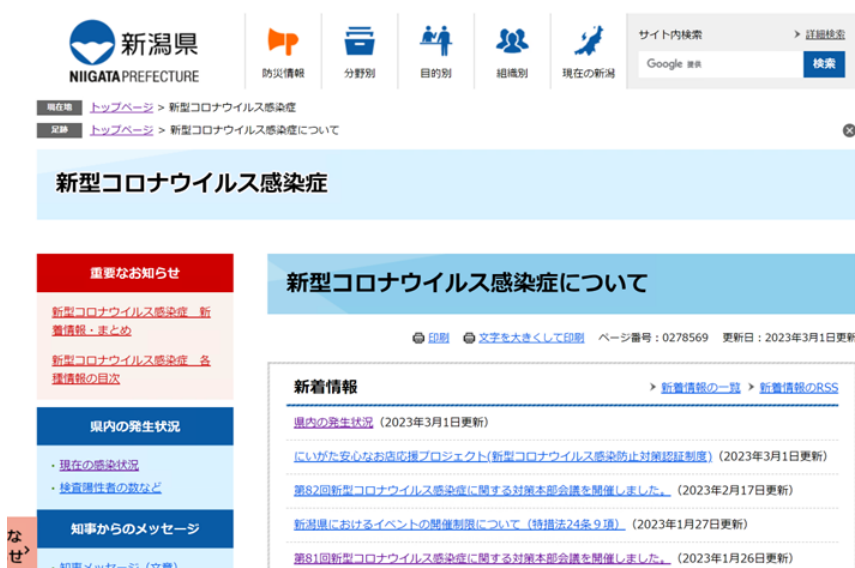 新潟県
NIIGATA PREFECTURE
防災情報
分野別
目的別
組織別
現在の新潟
サイト内検索
詳細検索
Google 提供
検索
現在地 トップページ > 新型コロナウイルス感染症
足跡 トップページ > 新型コロナウイルス感染症について
新型コロナウイルス感染症
重要なお知らせ
新型コロナウイルス感染症 新
着情報・まとめ
新型コロナウイルス感染症 各
種情報の目次
県内の発生状況
・現在の感染状況
・検査陽性者の数など
知事からのメッセージ
・知事メッセージ(文章)
な
ぜ
新型コロナウイルス感染症について
印刷 文字を大きくして印刷 ページ番号:0278569 更新日:2023年3月1日更新
新着情報
新着情報の一覧 新着情報のRSS
県内の発生状況(2023年3月1日更新)
にいがた安心なお店応援プロジェクト(新型コロナウイルス感染防止対策認証制度)(2023年3月1日更新)
第82回新型コロナウイルス感染症に関する対策本部会議を開催しました。(2023年2月17日更新)
新潟県におけるイベントの開催制限について(特措法24条9項)(2023年1月27日更新)
第81回新型コロナウイルス感染症に関する対策本部会議を開催しました。(2023年1月26日更新)